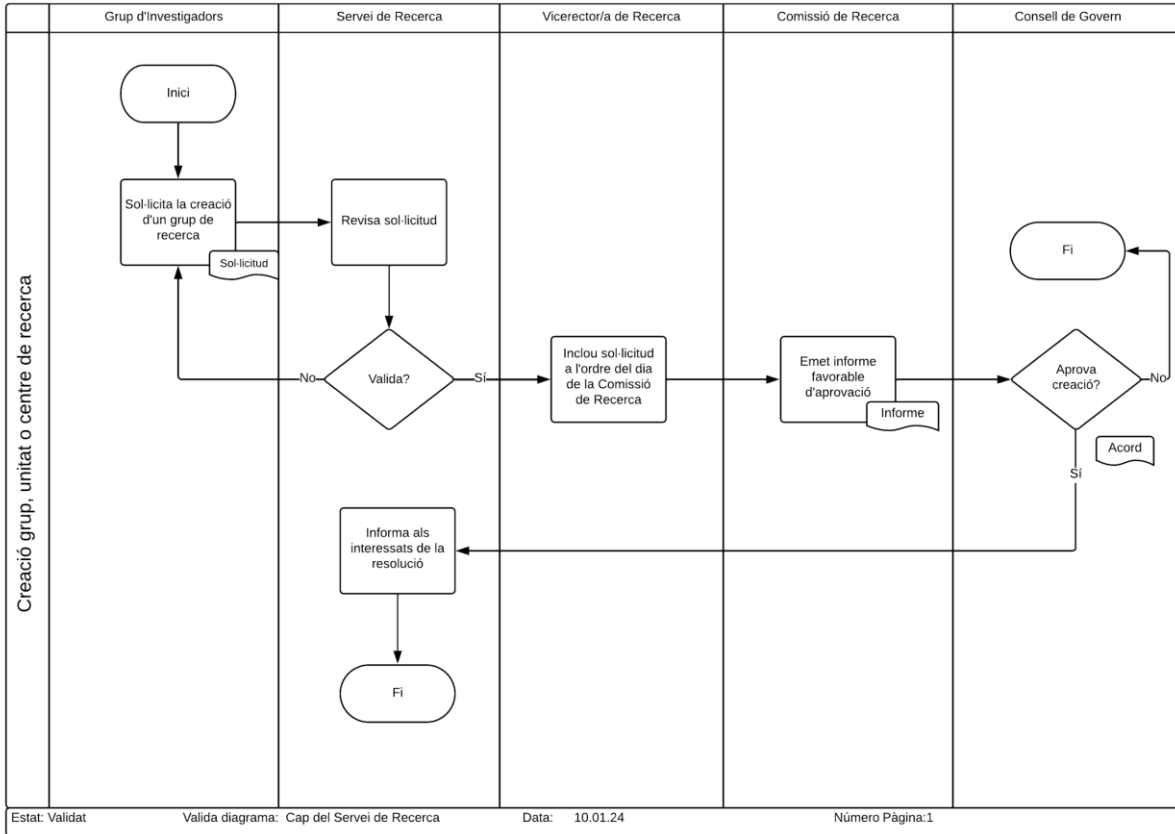 Grup d'Investigadors
Servei de Recerca
Vicerector/a de Recerca
Comissió de Recerca
Consell de Govern
Creació grup, unitat o centre de recerca
Inici
Sol·licita la creació
d'un grup de
recerca
Sol·licitud
Revisa sol·licitud
Valida?
No
Sí
Inclou sol·licitud
a l'ordre del dia
de la Comissió
de Recerca
Emet informe
favorable
d'aprovació
Informe
Aprova
creació?
No
Fi
Acord
Sí
Informa als
interessats de la
resolució
Fi
Estat: Validat
Valida diagrama: Cap del Servei de Recerca
Data: 10.01.24
Número Pàgina:1